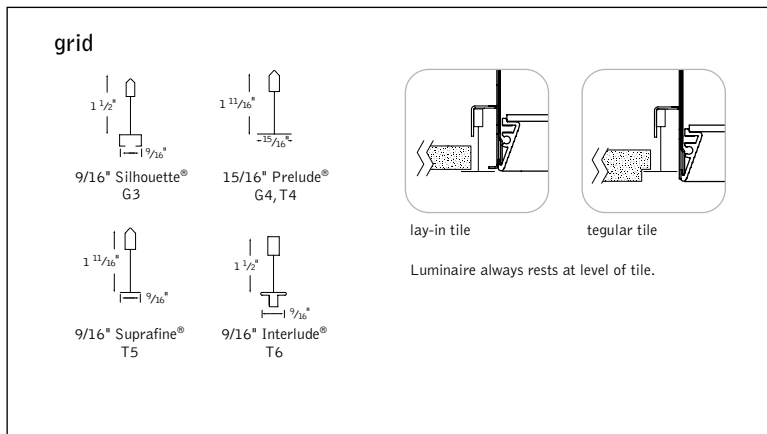 grid
1 1/2"
9/16"
9/16" Silhouette®
G3
1 11/16"
15/16"
15/16" Prelude®
G4, T4
1 11/16"
9/16"
9/16" Suprafine®
T5
1 1/2"
9/16"
9/16" Interlude®
T6
lay-in tile
tegular tile
Luminaire always rests at level of tile.